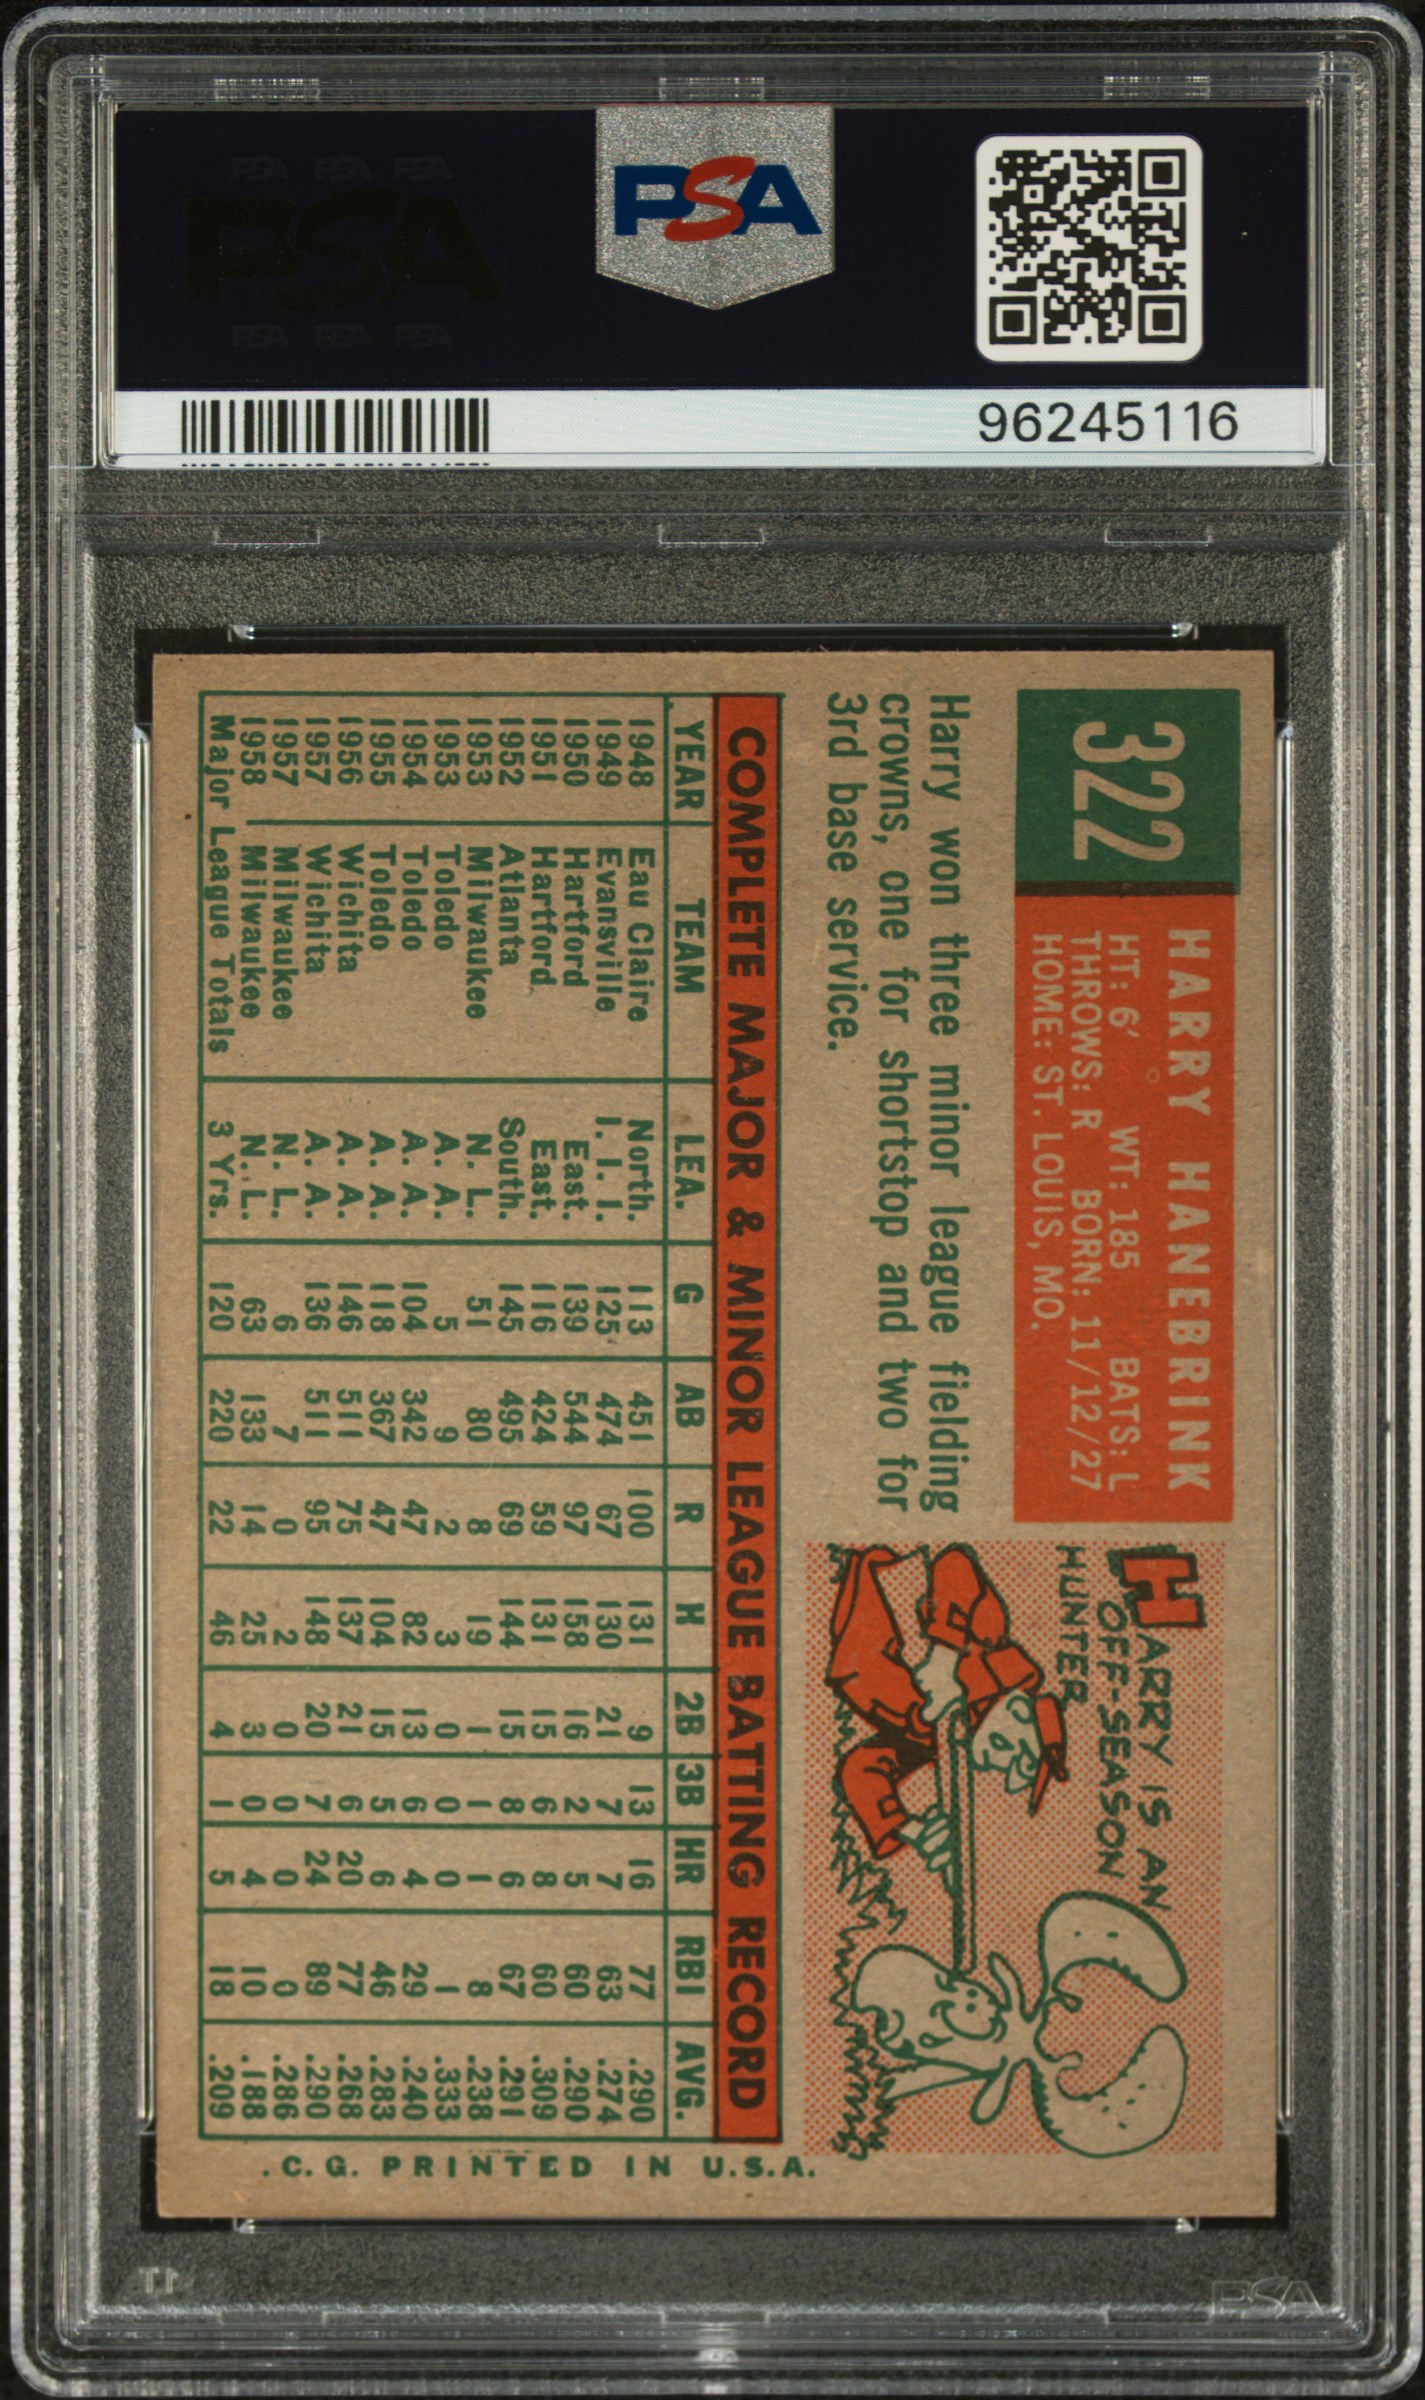 PSA PSA PSA
PSA
PSA PSA PSA
PSA
96245116
322
HARRY HANEBRINK
HT: 6' WT: 185 BATS: L
THROWS: R BORN: 11/12/27
HOME: ST. LOUIS, MO.
Harry won three minor league fielding
crowns, one for shortstop and two for
3rd base service.
HARRY IS AN
OFF-SEASON
HUNTER
COMPLETE MAJOR & MINOR LEAGUE BATTING RECORD
YEAR TEAM LEA. G AB R H 2B 3B HR RBI AVG.
1948 Eau Claire North. 113 451 100 131 9 13 16 77 .290
1949 Evansville I. I. I. 125 474 67 130 21 7 7 63 .274
1950 Hartford East. 139 544 97 158 16 2 5 60 .290
1951 Hartford East. 116 424 59 131 15 6 8 60 .309
1952 Atlanta South. 145 495 69 144 15 8 6 67 .291
1953 Milwaukee N. L. 51 80 8 19 1 1 1 8 .238
1953 Toledo A. A. 5 9 2 3 0 0 0 1 .333
1954 Toledo A. A. 104 342 47 82 13 6 4 29 .240
1955 Toledo A. A. 118 367 47 104 15 5 6 46 .283
1956 Wichita A. A. 146 511 75 137 21 6 20 77 .268
1957 Wichita A. A. 136 511 95 148 20 7 24 89 .290
1957 Milwaukee N. L. 6 7 0 2 0 0 0 0 .286
1958 Milwaukee N. L. 63 133 14 25 3 0 4 10 .188
Major League Totals 3 Yrs. 120 220 22 46 4 1 5 18 .209
.C.G. PRINTED IN U.S.A.
PSA